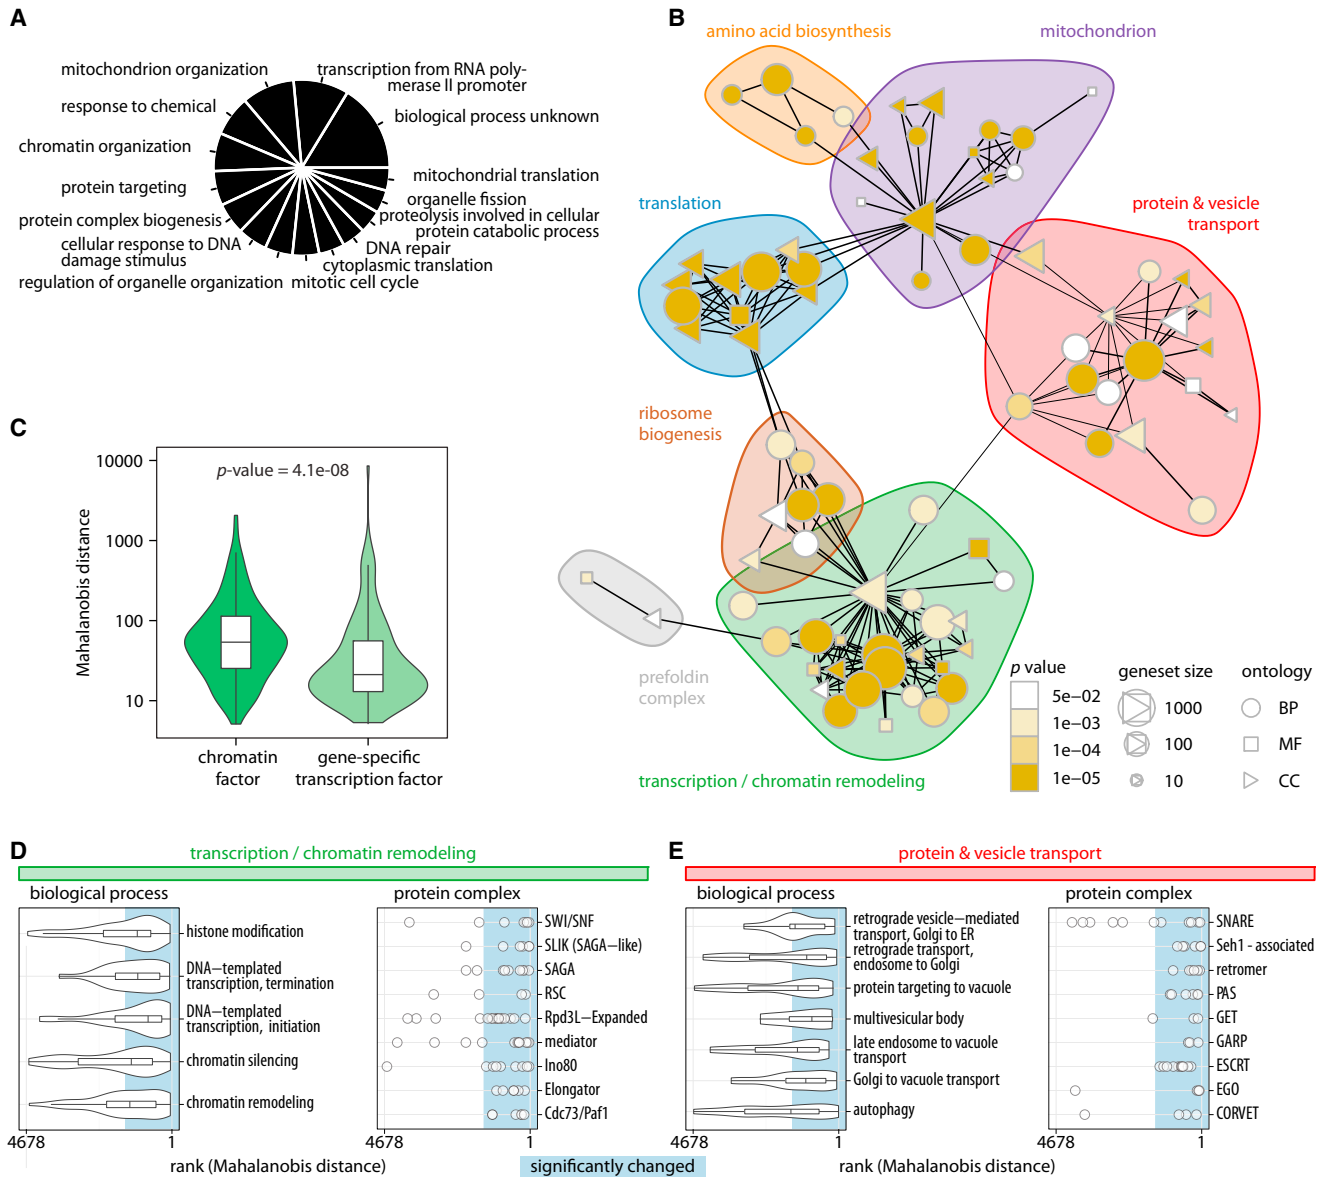 A
mitochondrion organization
response to chemical
chromatin organization
protein targeting
protein complex biogenesis
cellular response to DNA
damage stimulus
regulation of organelle organization
mitotic cell cycle
cytoplasmic translation
DNA repair
proteolysis involved in cellular
protein catabolic process
organelle fission
mitochondrial translation
biological process unknown
transcription from RNA poly-
merase II promoter
B
amino acid biosynthesis
mitochondrion
translation
protein & vesicle
transport
ribosome
biogenesis
prefoldin
complex
transcription / chromatin remodeling
p value
5e−02
1e−03
1e−04
1e−05
geneset size
1000
100
10
ontology
BP
MF
CC
C
Mahalanobis distance
10000
1000
100
10
p-value = 4.1e-08
chromatin
factor
gene-specific
transcription factor
D
transcription / chromatin remodeling
biological process
histone modification
DNA−templated
transcription, termination
DNA−templated
transcription, initiation
chromatin silencing
chromatin remodeling
4678
1
protein complex
SWI/SNF
SLIK (SAGA−like)
SAGA
RSC
Rpd3L−Expanded
mediator
Ino80
Elongator
Cdc73/Paf1
4678
1
rank (Mahalanobis distance)
significantly changed
E
protein & vesicle transport
biological process
retrograde vesicle−mediated
transport, Golgi to ER
retrograde transport,
endosome to Golgi
protein targeting to vacuole
multivesicular body
late endosome to vacuole
transport
Golgi to vacuole transport
autophagy
4678
1
protein complex
SNARE
Seh1 - associated
retromer
PAS
GET
GARP
ESCRT
EGO
CORVET
4678
1
rank (Mahalanobis distance)